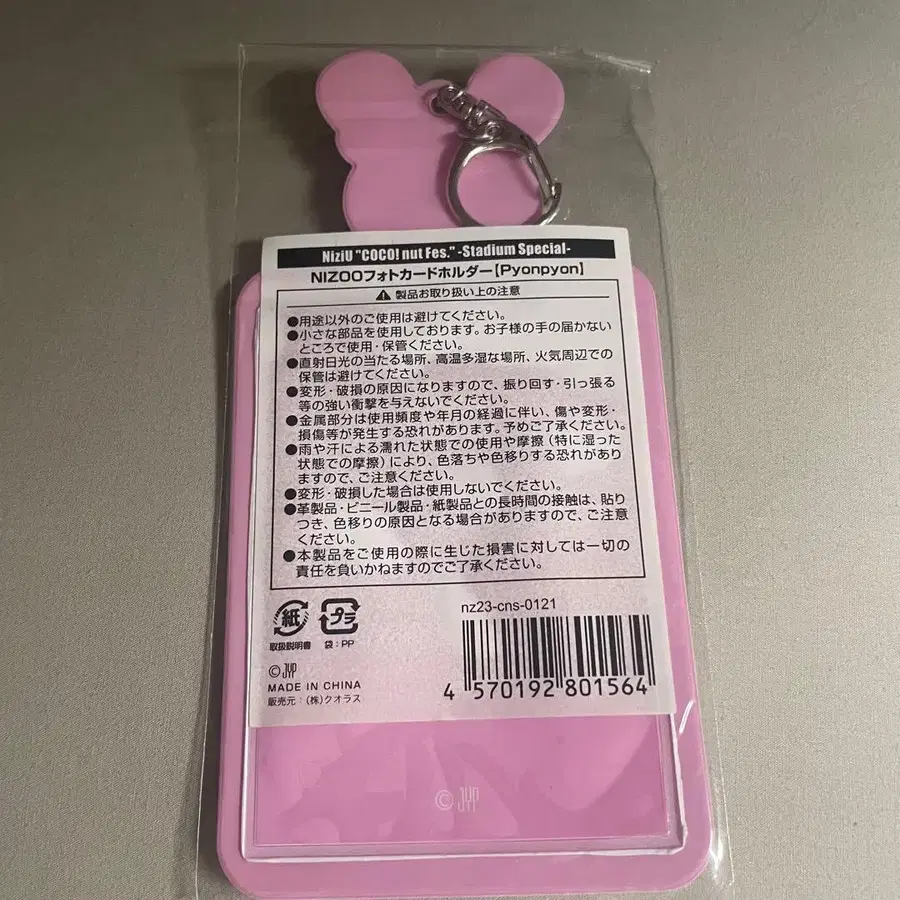 NiziU "COCO! nut Fes." -Stadium Special-
NIZOOフォトカードホルダー【Pyonpyon】
⚠ 製品お取り扱い上の注意
●用途以外のご使用は避けてください。
●小さな部品を使用しております。お子様の手の届かない
ところで使用・保管ください。
●直射日光の当たる場所、高温多湿な場所、火気周辺での
保管は避けてください。
●変形・破損の原因になりますので、振り回す・引っ張る
等の強い衝撃を与えないでください。
●金属部分は使用頻度や年月の経過に伴い、傷や変形・
損傷等が発生する恐れがあります。予めご了承ください。
●雨や汗による濡れた状態での使用や摩擦(特に湿った
状態での摩擦)により、色落ちや色移りする恐れがあり
ますので、ご注意ください。
●変形・破損した場合は使用しないでください。
●革製品・ビニール製品・紙製品との長時間の接触は、貼り
つき、色移りの原因となる場合がありますので、ご注意
ください。
●本製品をご使用の際に生じた損害に対しては一切の
責任を負いかねますのでご了承ください。
紙
プラ
取扱説明書
袋：PP
© JYP
MADE IN CHINA
販売元：(株)クオラス
nz23-cns-0121
4 570192 801564
© JYP